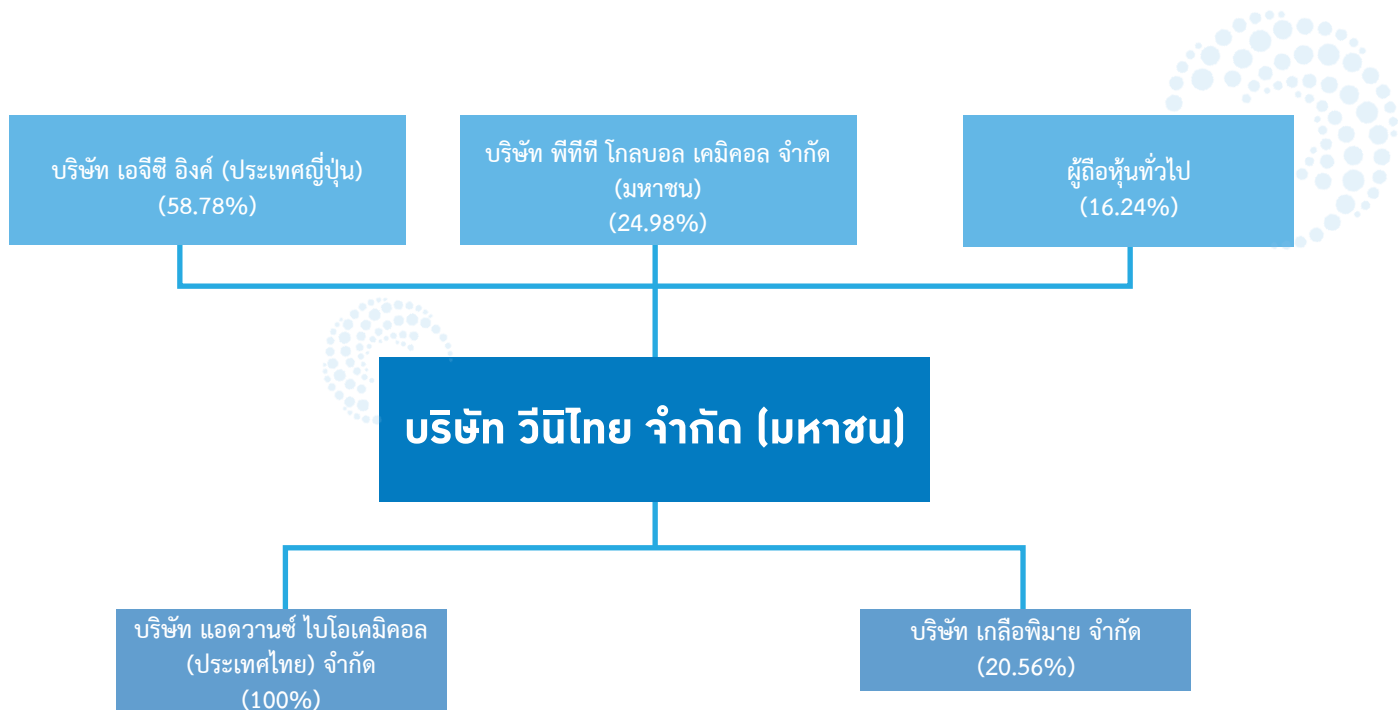 บริษัท เอจีซี อิงค์ (ประเทศญี่ปุ่น)
(58.78%)
บริษัท พีทีที โกลบอล เคมิคอล จำกัด
(มหาชน)
(24.98%)
ผู้ถือหุ้นทั่วไป
(16.24%)
บริษัท วีนิไทย จำกัด (มหาชน)
บริษัท แอดวานซ์ ไบโอเคมิคอล
(ประเทศไทย) จำกัด
(100%)
บริษัท เกลือพิมาย จำกัด
(20.56%)